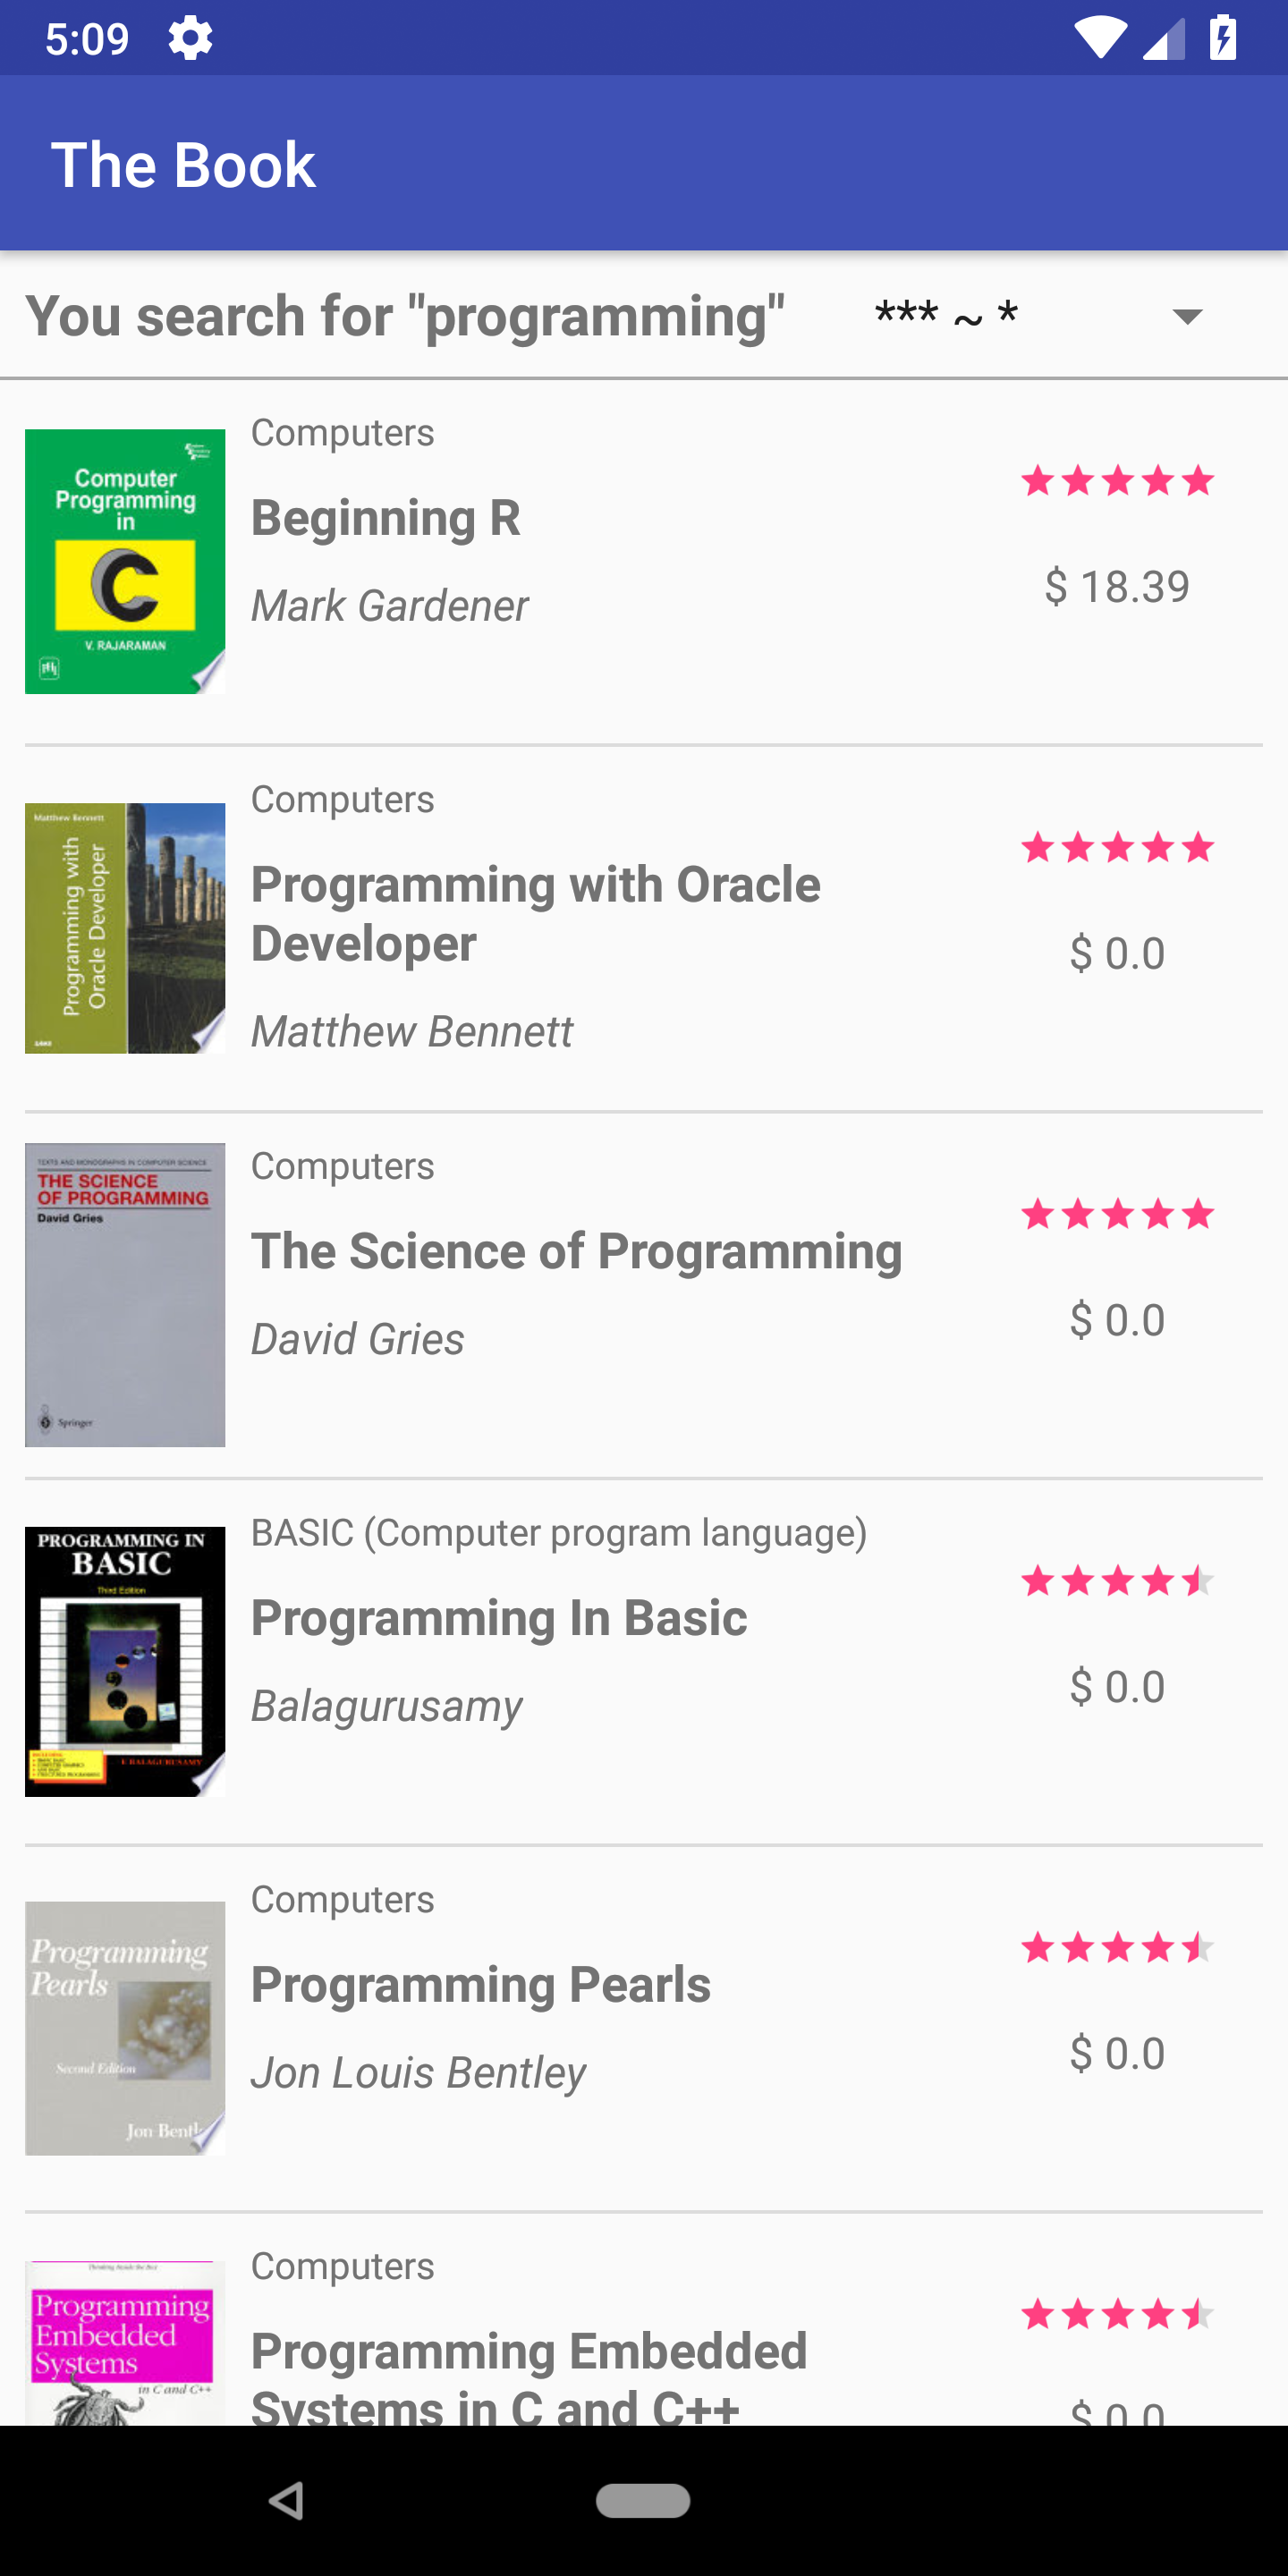 5:09
The Book
You search for "programming"
*** ~ *
Computer
Programming
in
C
V. RAJARAMAN
Computers
Beginning R
Mark Gardener
$ 18.39
Matthew Bennett
Programming with
Oracle Developer
Computers
Programming with Oracle
Developer
Matthew Bennett
$ 0.0
TEXTS AND MONOGRAPHS IN COMPUTER SCIENCE
THE SCIENCE
OF PROGRAMMING
David Gries
Springer
Computers
The Science of Programming
David Gries
$ 0.0
PROGRAMMING IN
BASIC
Third Edition
E BALAGURUSAMY
BASIC (Computer program language)
Programming In Basic
Balagurusamy
$ 0.0
Programming
Pearls
Second Edition
Jon Bentl
Computers
Programming Pearls
Jon Louis Bentley
$ 0.0
Programming
Embedded
Systems
in C and C++
Computers
Programming Embedded
Systems in C and C++
$ 0.0